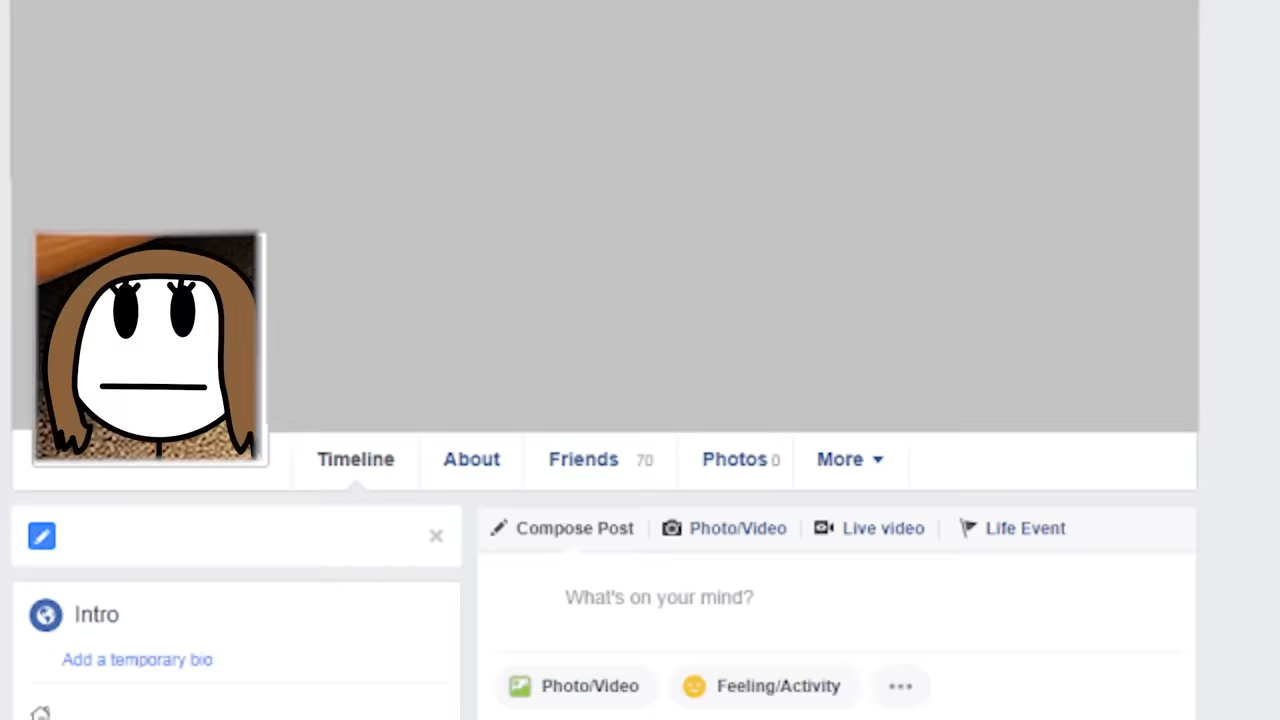 Timeline About Friends 70 Photos 0 More
Compose Post Photo/Video Live video Life Event
What's on your mind?
Intro
Add a temporary bio
Photo/Video Feeling/Activity